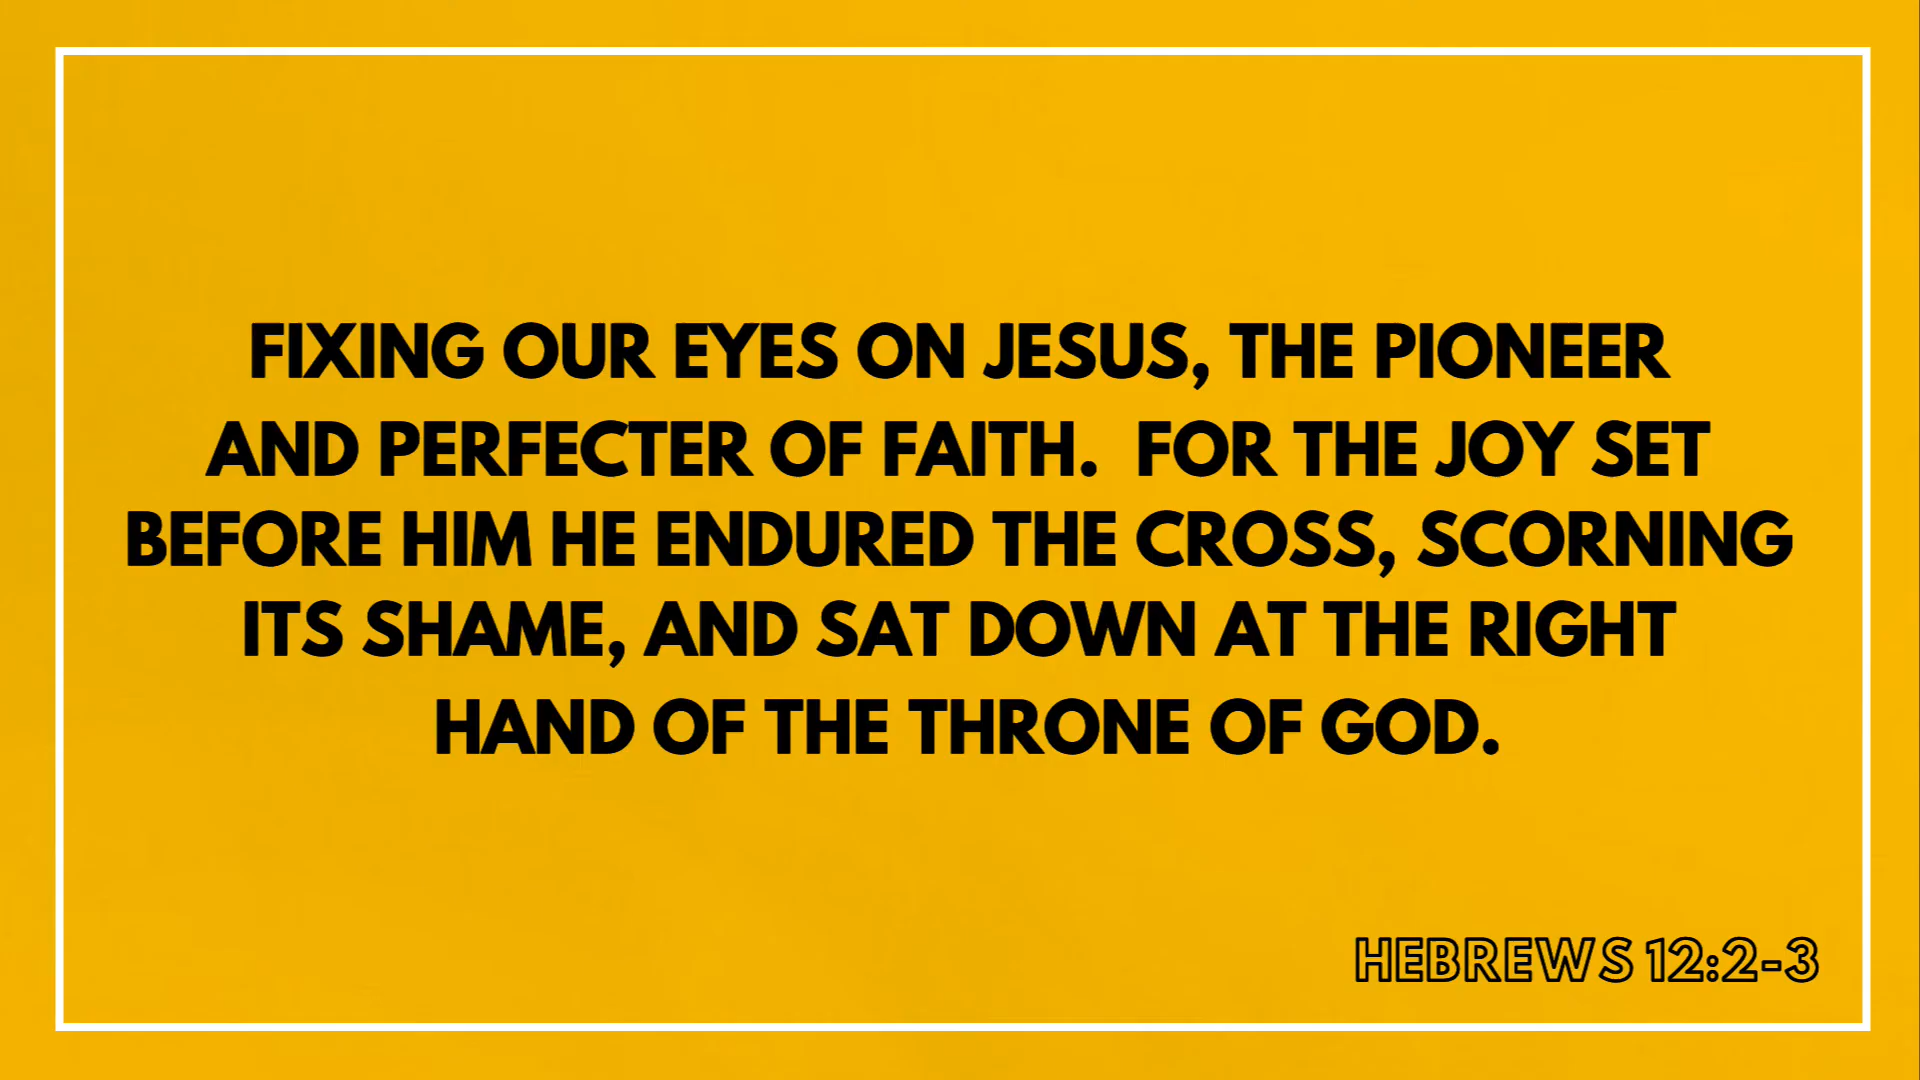 FIXING OUR EYES ON JESUS, THE PIONEER
AND PERFECTER OF FAITH.  FOR THE JOY SET
BEFORE HIM HE ENDURED THE CROSS, SCORNING
ITS SHAME, AND SAT DOWN AT THE RIGHT
HAND OF THE THRONE OF GOD.
HEBREWS 12:2-3